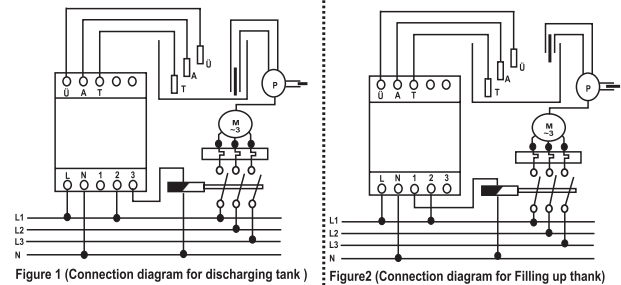 Ü
A
T
P
Ü A T
M
~3
L N 1 2 3
L1
L2
L3
N
Figure 1 (Connection diagram for discharging tank )
Ü
A
T
P
Ü A T
M
~3
L N 1 2 3
L1
L2
L3
N
Figure2 (Connection diagram for Filling up thank)